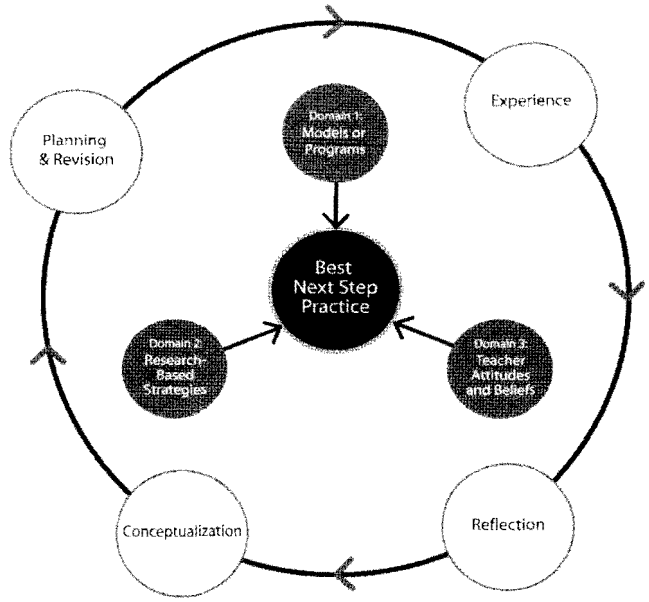 Planning
& Revision
Experience
Domain 1:
Models or
Programs
Best
Next Step
Practice
Domain 2:
Research-
Based
Strategies
Domain 3:
Teacher
Attitudes
and Beliefs
Conceptualization
Reflection